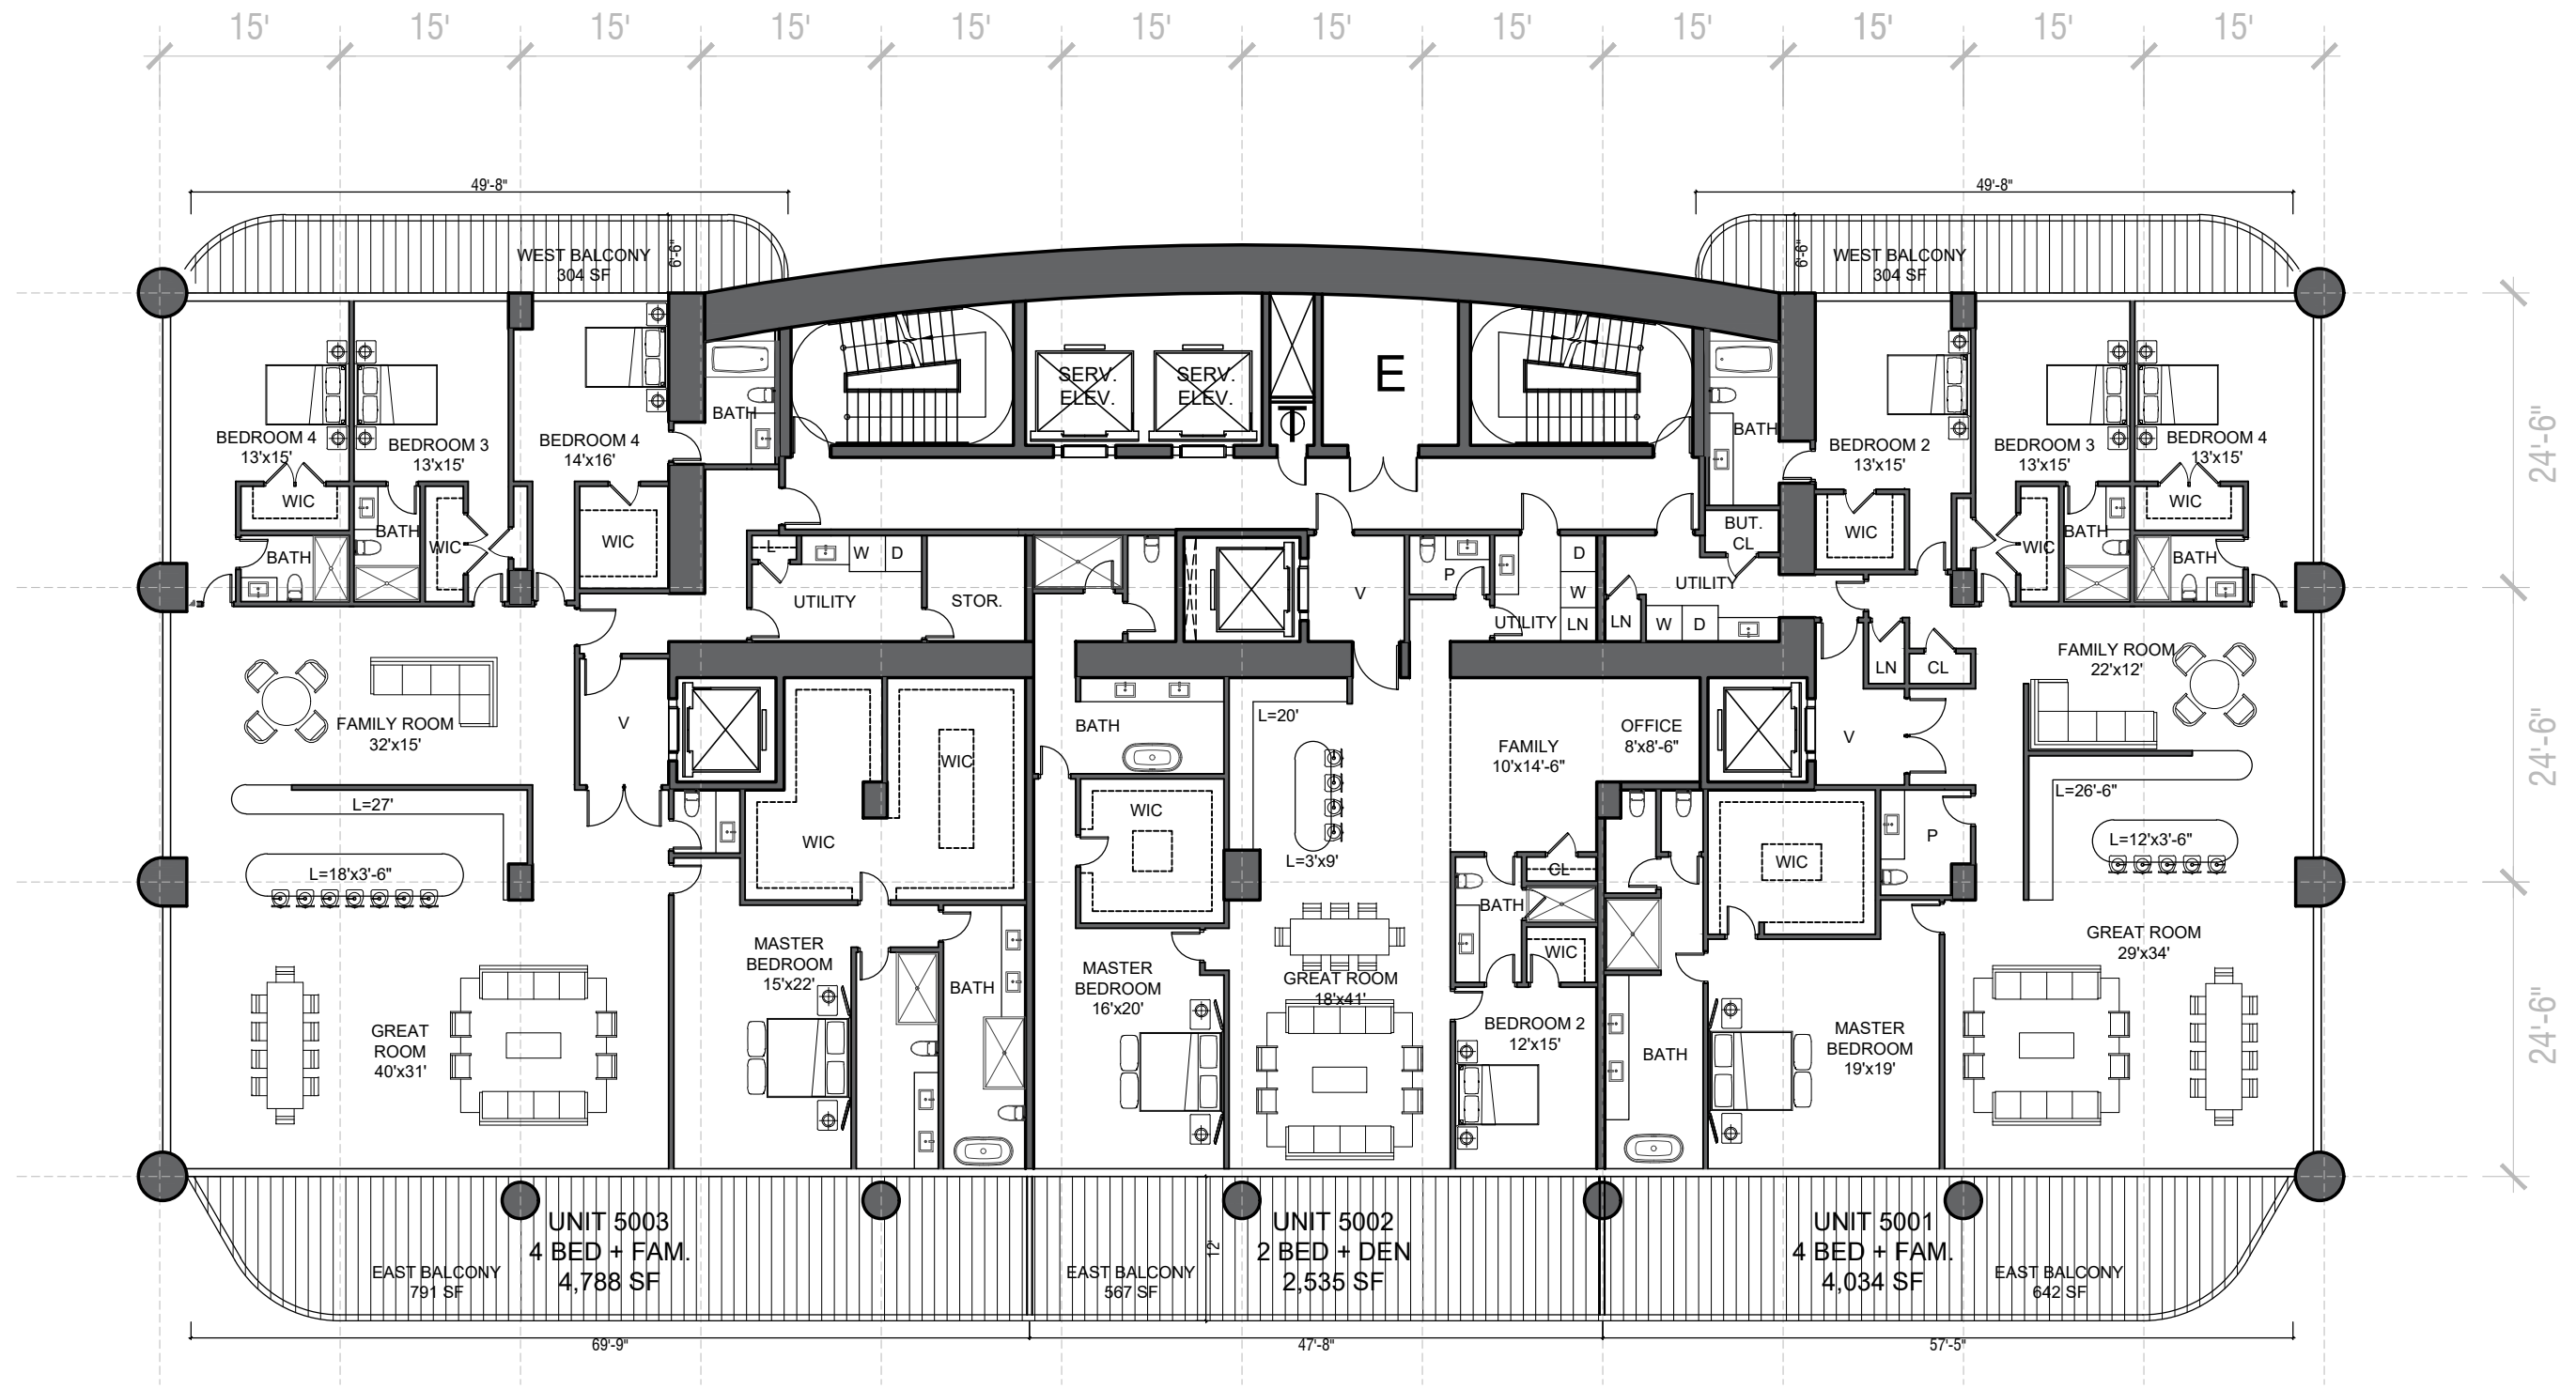 15' 15' 15' 15' 15' 15' 15' 15' 15' 15' 15' 15'
49'-8" 49'-8"
WEST BALCONY
304 SF
6'-6"
WEST BALCONY
304 SF
6'-6"
24'-6"
24'-6"
24'-6"
BEDROOM 4
13'x15'
WIC
BATH
BEDROOM 3
13'x15'
BATH
WIC
BEDROOM 4
14'x16'
WIC
BATH
SERV.
ELEV.
SERV.
ELEV.
E
BATH
BEDROOM 2
13'x15'
WIC
BEDROOM 3
13'x15'
WIC
BATH
BEDROOM 4
13'x15'
WIC
BATH
L
W D
UTILITY
STOR.
V
P
D
W
UTILITY LN
BUT.
CL
UTILITY
LN W D
LN CL
FAMILY ROOM
32'x15'
V
L=27'
L=18'x3'-6"
WIC
WIC
BATH
WIC
L=20'
L=3'x9'
FAMILY
10'x14'-6"
OFFICE
8'x8'-6"
V
FAMILY ROOM
22'x12'
L=26'-6"
L=12'x3'-6"
P
WIC
CL
BATH
WIC
GREAT
ROOM
40'x31'
MASTER
BEDROOM
15'x22'
BATH
MASTER
BEDROOM
16'x20'
GREAT ROOM
18'x41'
BEDROOM 2
12'x15'
BATH
MASTER
BEDROOM
19'x19'
GREAT ROOM
29'x34'
UNIT 5003
4 BED + FAM.
4,788 SF
EAST BALCONY
791 SF
UNIT 5002
2 BED + DEN
2,535 SF
EAST BALCONY
567 SF
12'
UNIT 5001
4 BED + FAM.
4,034 SF
EAST BALCONY
642 SF
69'-9" 47'-8" 57'-5"